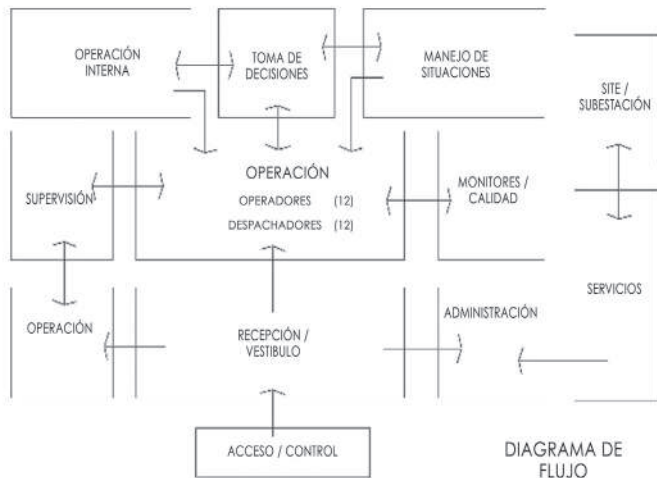 OPERACIÓN
INTERNA
TOMA DE
DECISIONES
MANEJO DE
SITUACIONES
SITE /
SUBESTACIÓN
SUPERVISIÓN
OPERACIÓN
OPERADORES (12)
DESPACHADORES (12)
MONITORES /
CALIDAD
OPERACIÓN
RECEPCIÓN /
VESTIBULO
ADMINISTRACIÓN
SERVICIOS
ACCESO / CONTROL
DIAGRAMA DE
FLUJO